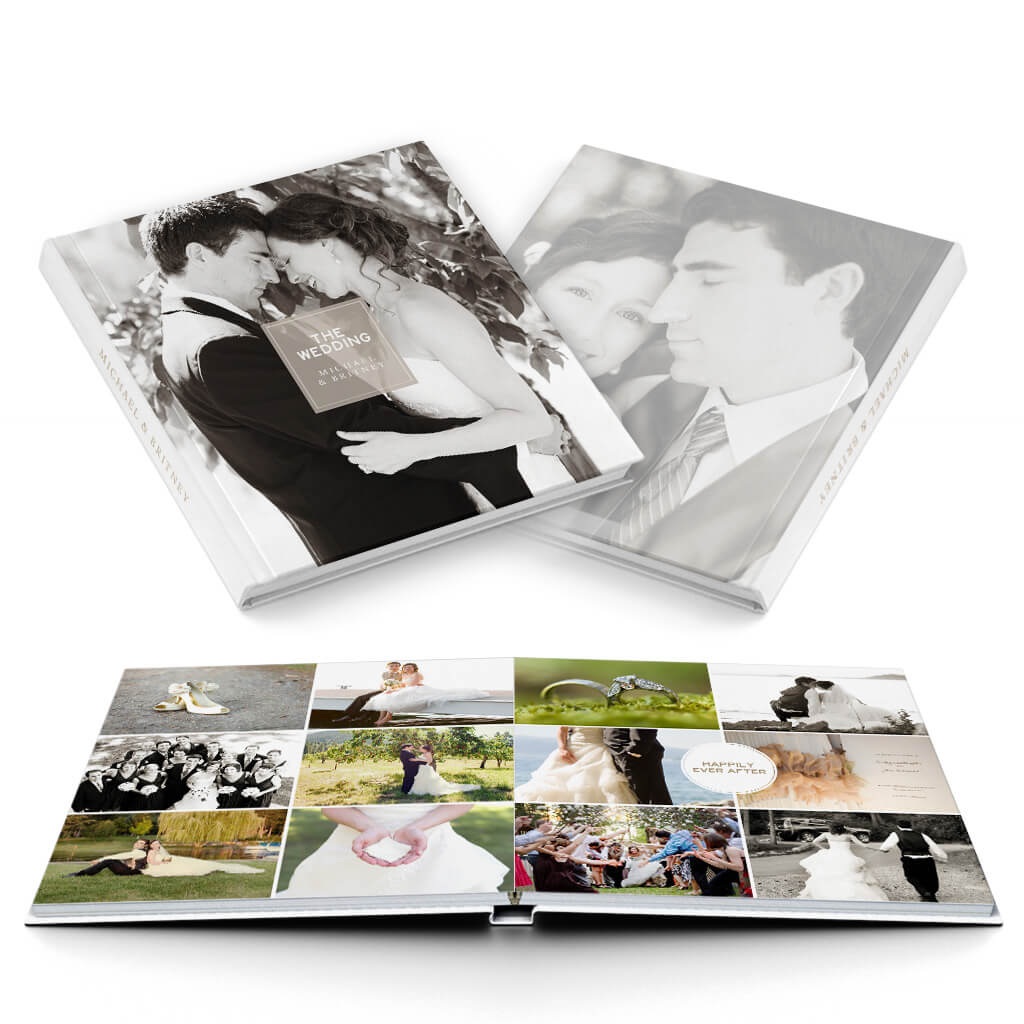 THE
WEDDING
MICHAEL
& BRITNEY
MICHAEL & BRITNEY
MICHAEL & BRITNEY
HAPPILY
EVER AFTER